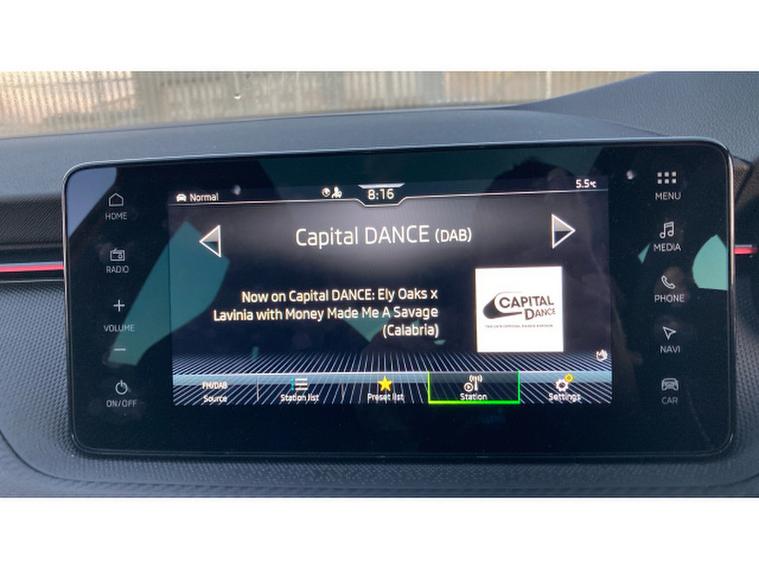 Normal
8:16
5.5°C
HOME
RADIO
VOLUME
ON/OFF
Capital DANCE (DAB)
Now on Capital DANCE: Ely Oaks x
Lavinia with Money Made Me A Savage
(Calabria)
CAPITAL
DANCE
FM/DAB
Source
Station list
Preset list
Station
Settings
MENU
MEDIA
PHONE
NAVI
CAR